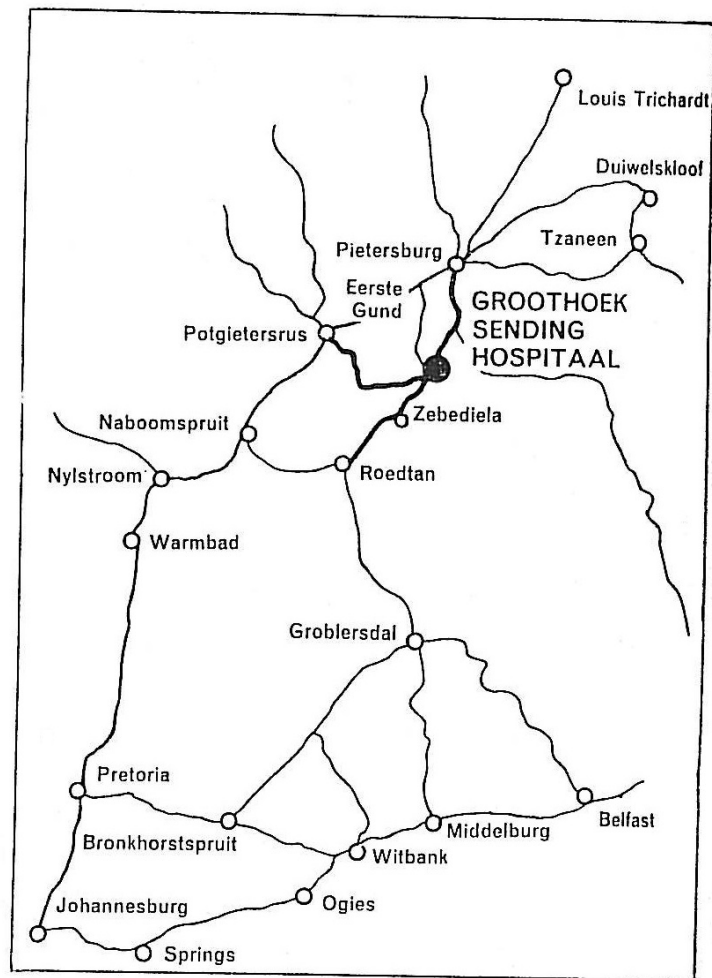 Louis Trichardt
Duiwelskloof
Tzaneen
Pietersburg
Eerste
Gund
GROOTHOEK
SENDING
HOSPITAAL
Potgietersrus
Zebediela
Naboomspruit
Roedtan
Nylstroom
Warmbad
Groblersdal
Pretoria
Bronkhorstspruit
Middelburg
Belfast
Witbank
Johannesburg
Ogies
Springs